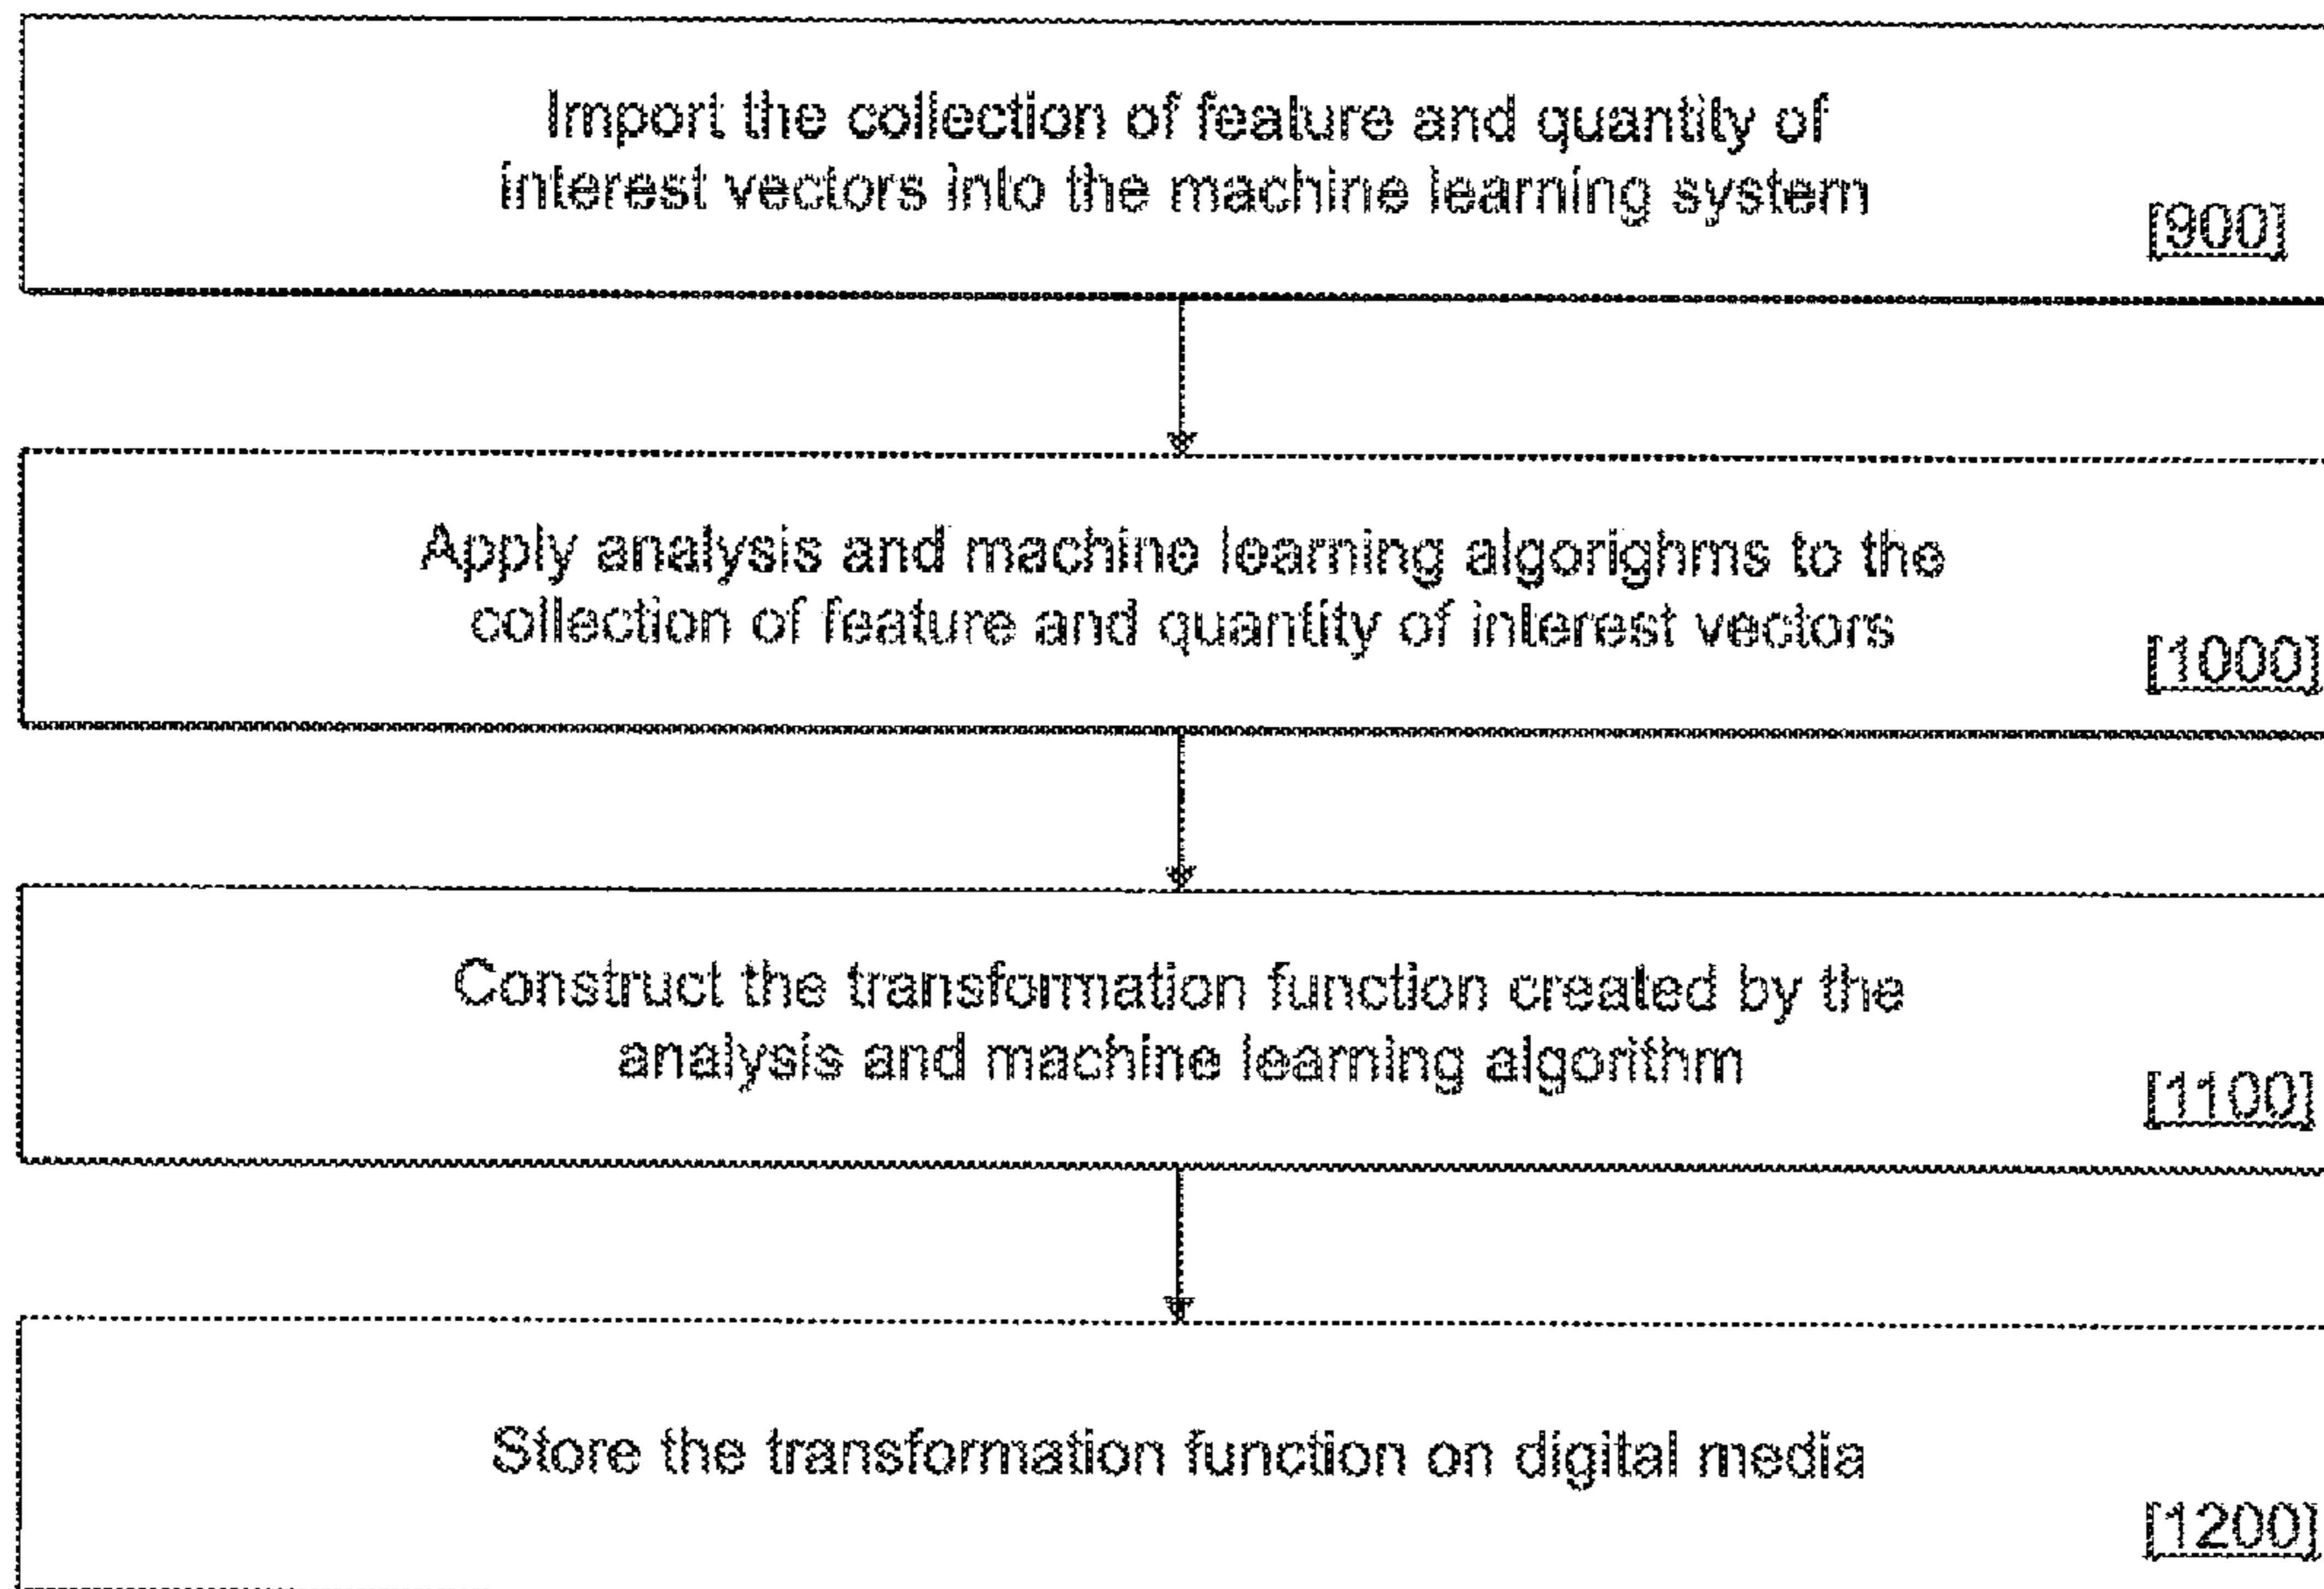 Import the collection of feature and quantity of
interest vectors into the machine learning system
[900]
Apply analysis and machine learning algorighms to the
collection of feature and quantity of interest vectors
[1000]
Construct the transformation function created by the
analysis and machine learning algorithm
[1100]
Store the transformation function on digital media
[1200]